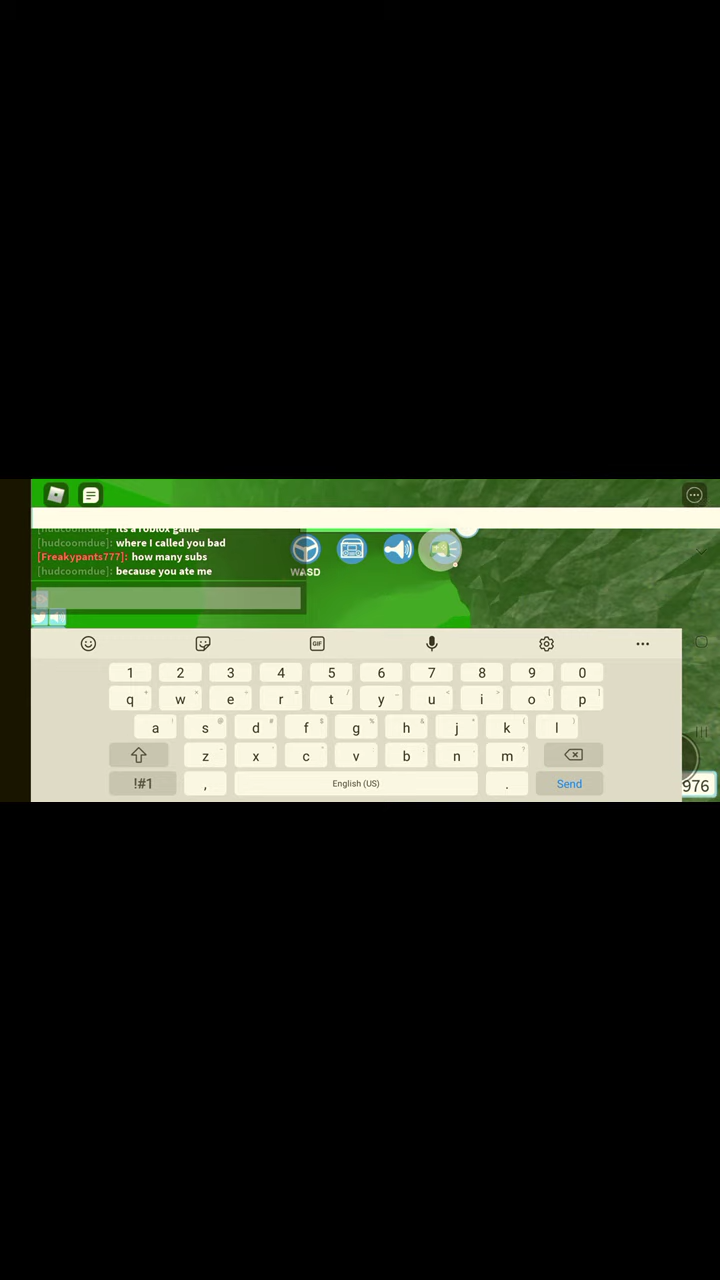 [hudcoomdue]: its a roblox game
[hudcoomdue]: where I called you bad
[Freakypants777]: how many subs
[hudcoomdue]: because you ate me
WASD
GIF
1 2 3 4 5 6 7 8 9 0
q w e r t y u i o p
a s d f g h j k l
z x c v b n m
!#1 , English (US) . Send
976